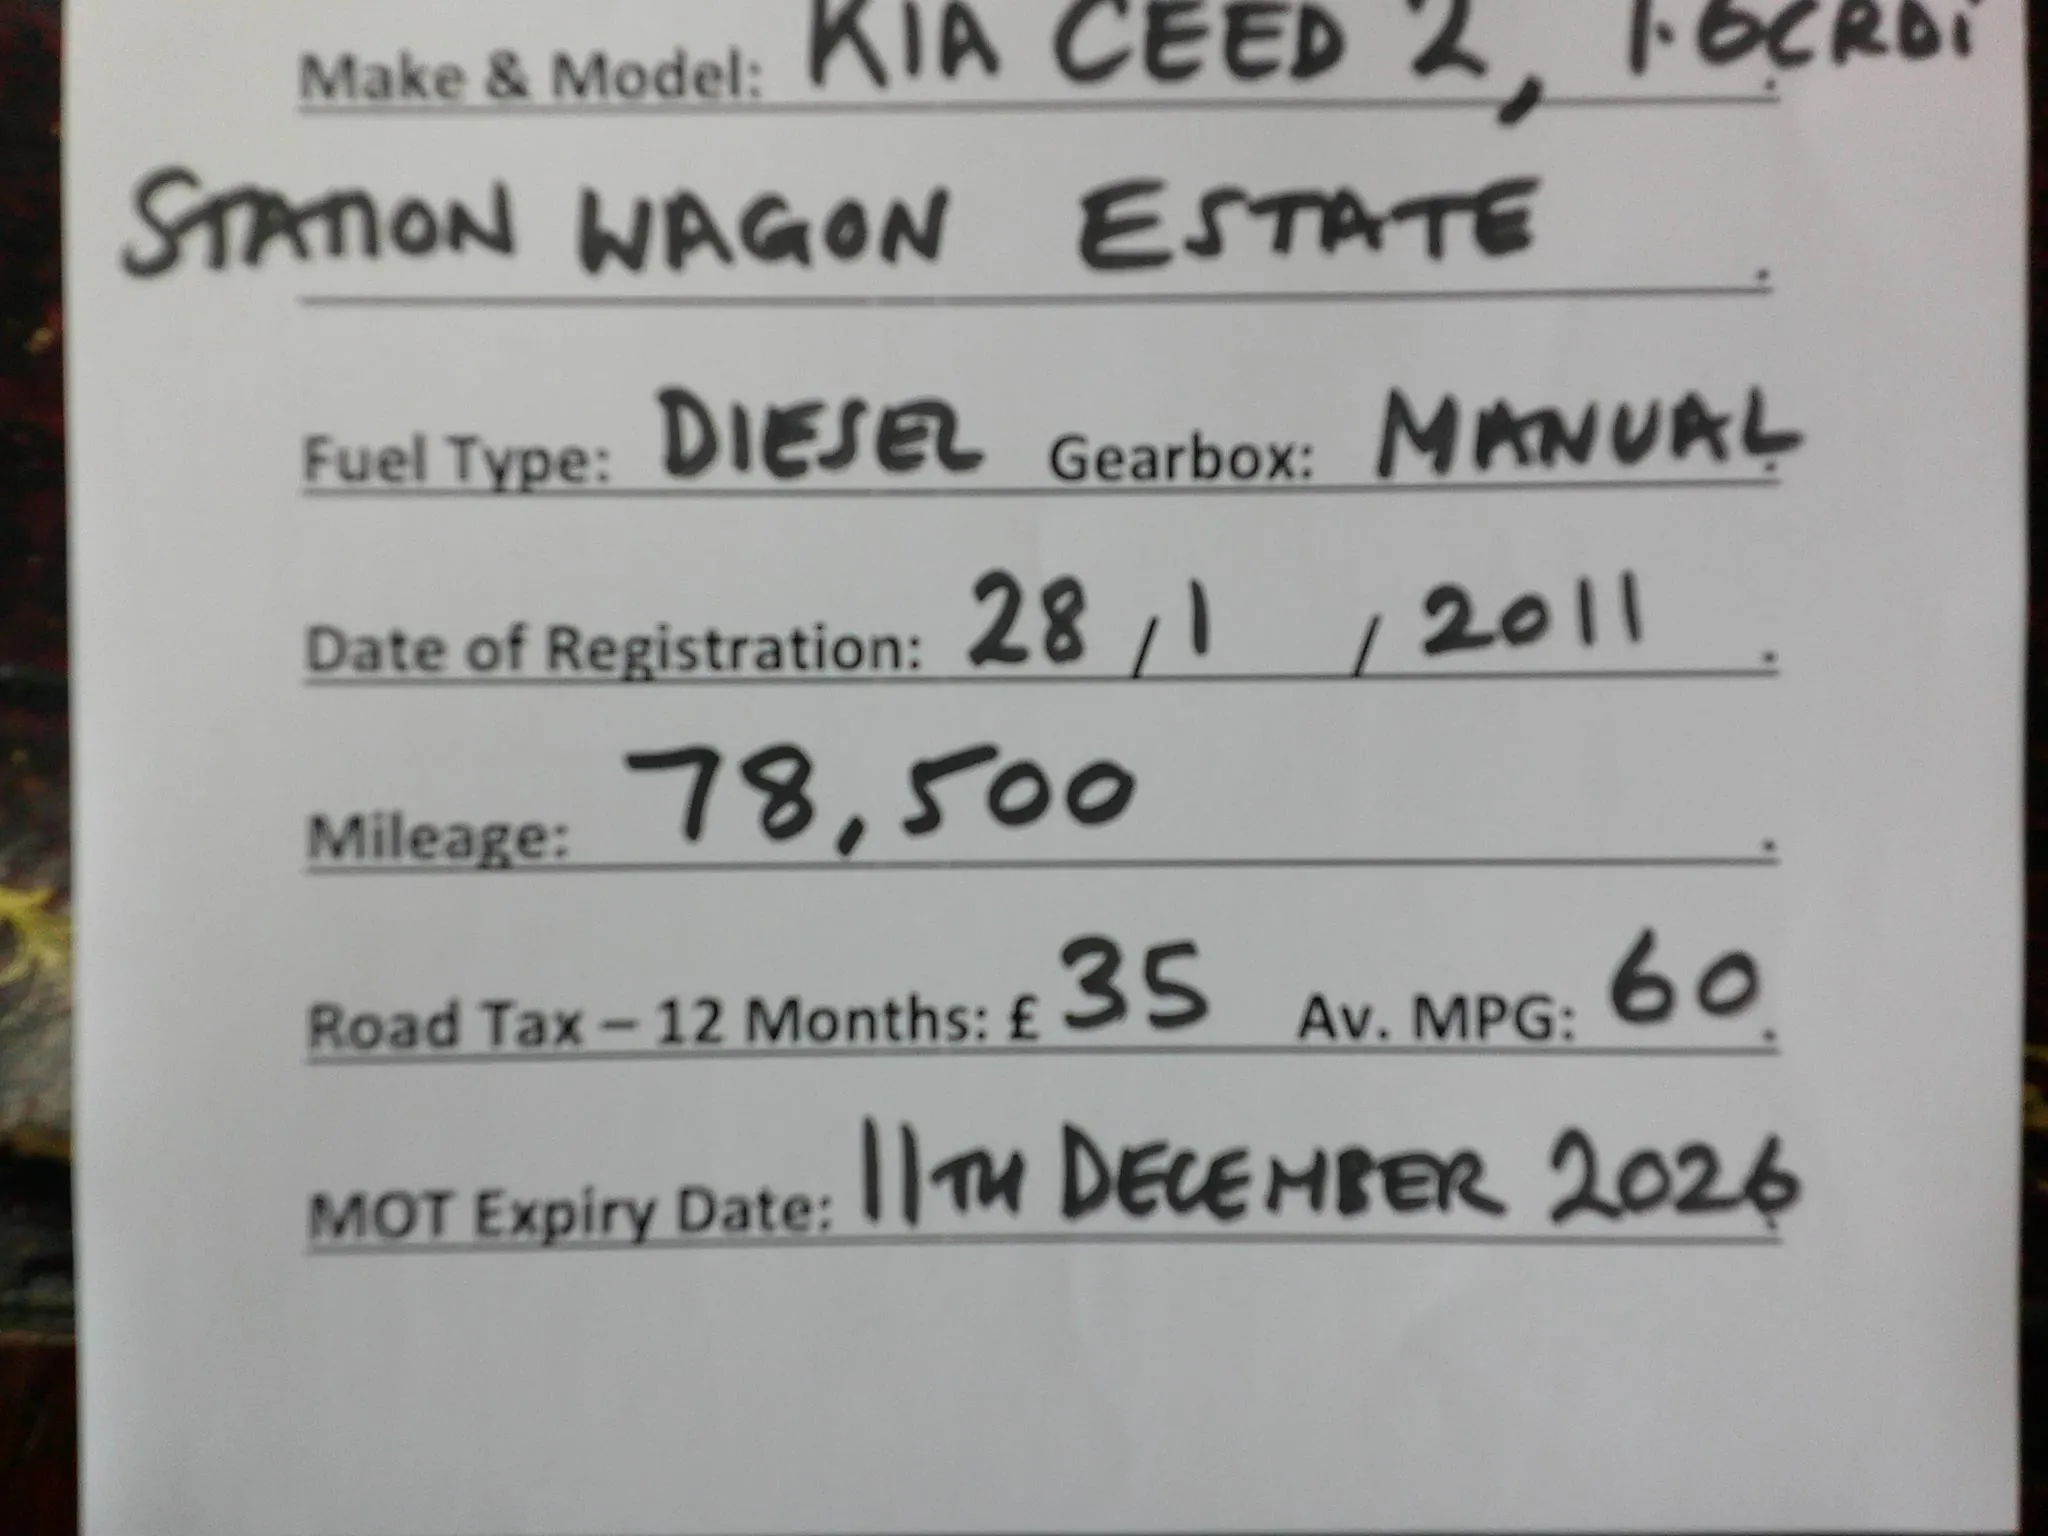 Make & Model: KIA CEED 2, 1.6CRDi.
STATION WAGON ESTATE.
Fuel Type: DIESEL Gearbox: MANUAL.
Date of Registration: 28 / 1 / 2011.
Mileage: 78,500.
Road Tax – 12 Months: £ 35 Av. MPG: 60.
MOT Expiry Date: 11TH DECEMBER 2026.